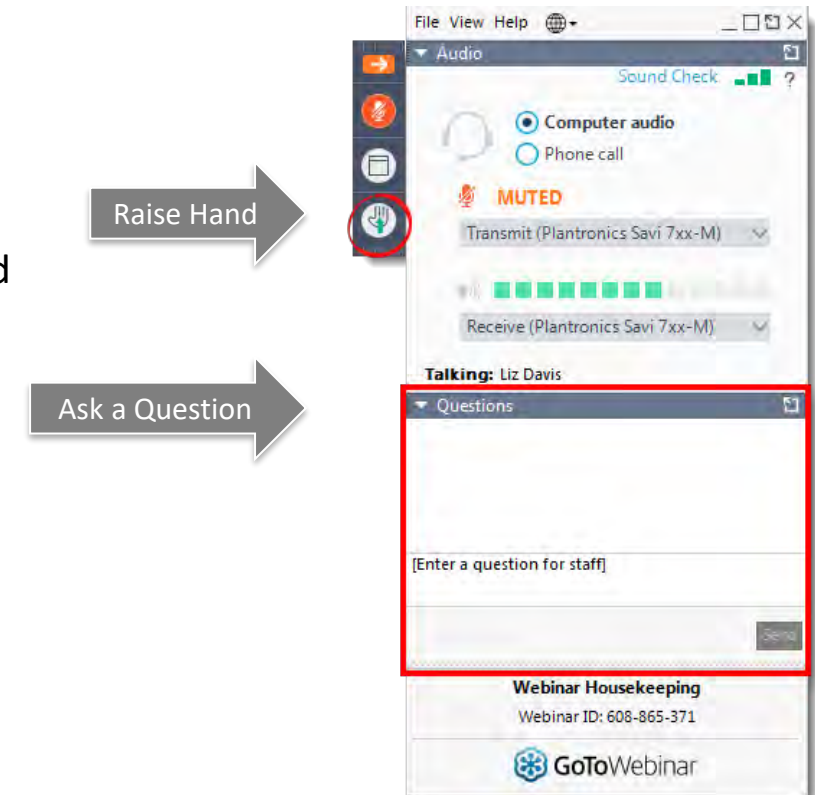 File View Help
Audio
Sound Check ?
Computer audio
Phone call
MUTED
Raise Hand
Transmit (Plantronics Savi 7xx-M)
d
Receive (Plantronics Savi 7xx-M)
Talking: Liz Davis
Ask a Question
Questions
[Enter a question for staff]
Send
Webinar Housekeeping
Webinar ID: 608-865-371
GoToWebinar